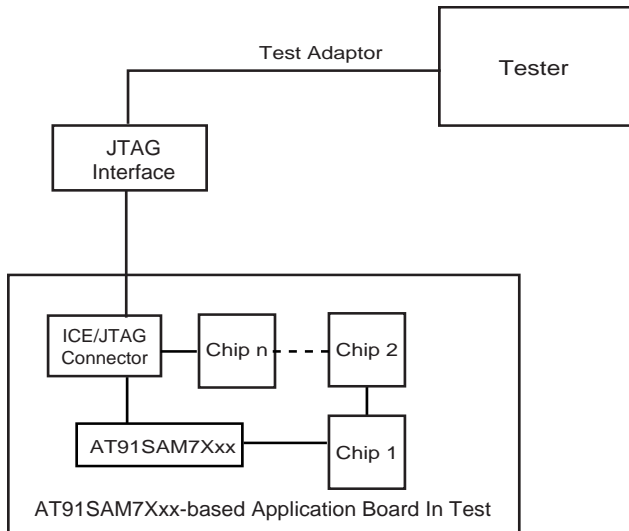 Test Adaptor
Tester
JTAG
Interface
ICE/JTAG
Connector
Chip n
Chip 2
AT91SAM7Xxx
Chip 1
AT91SAM7Xxx-based Application Board In Test